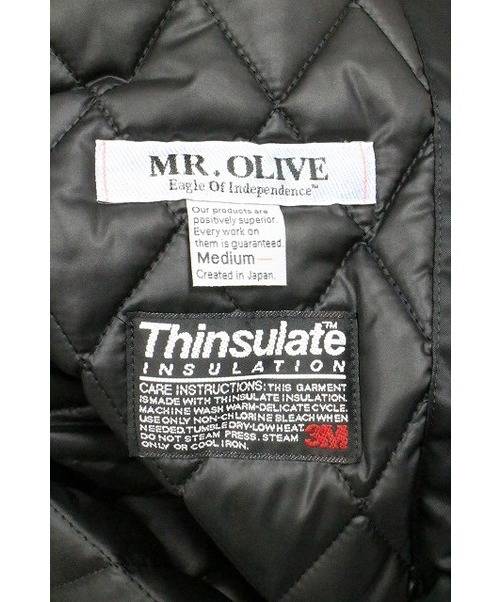 MR. OLIVE
Eagle Of Independence™
Our products are
positively superior.
Every work on
them is guaranteed.
Medium
Created in Japan.
Thinsulate™
INSULATION
CARE INSTRUCTIONS: THIS GARMENT
IS MADE WITH THINSULATE INSULATION.
MACHINE WASH WARM-DELICATE CYCLE.
USE ONLY NON-CHLORINE BLEACH WHEN
NEEDED. TUMBLE DRY-LOW HEAT.
DO NOT STEAM PRESS. STEAM
ONLY OR COOL IRON.
3M